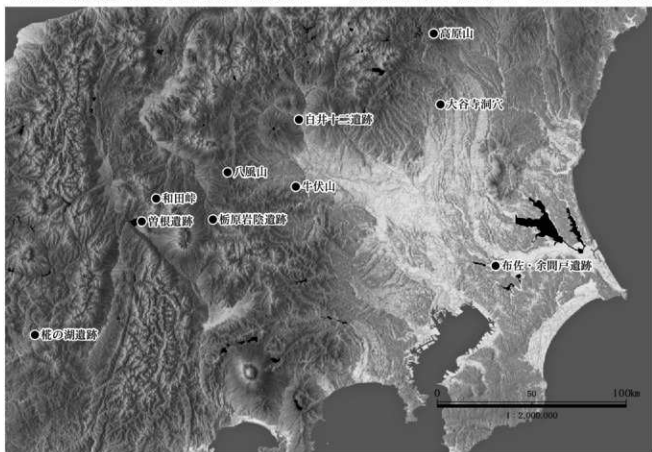 高原山
大谷寺洞穴
白井十二遺跡
八風山
牛伏山
和田峠
曽根遺跡
栃原岩陰遺跡
布佐・余間戸遺跡
椛の湖遺跡
0 50 100km
1：2,000,000